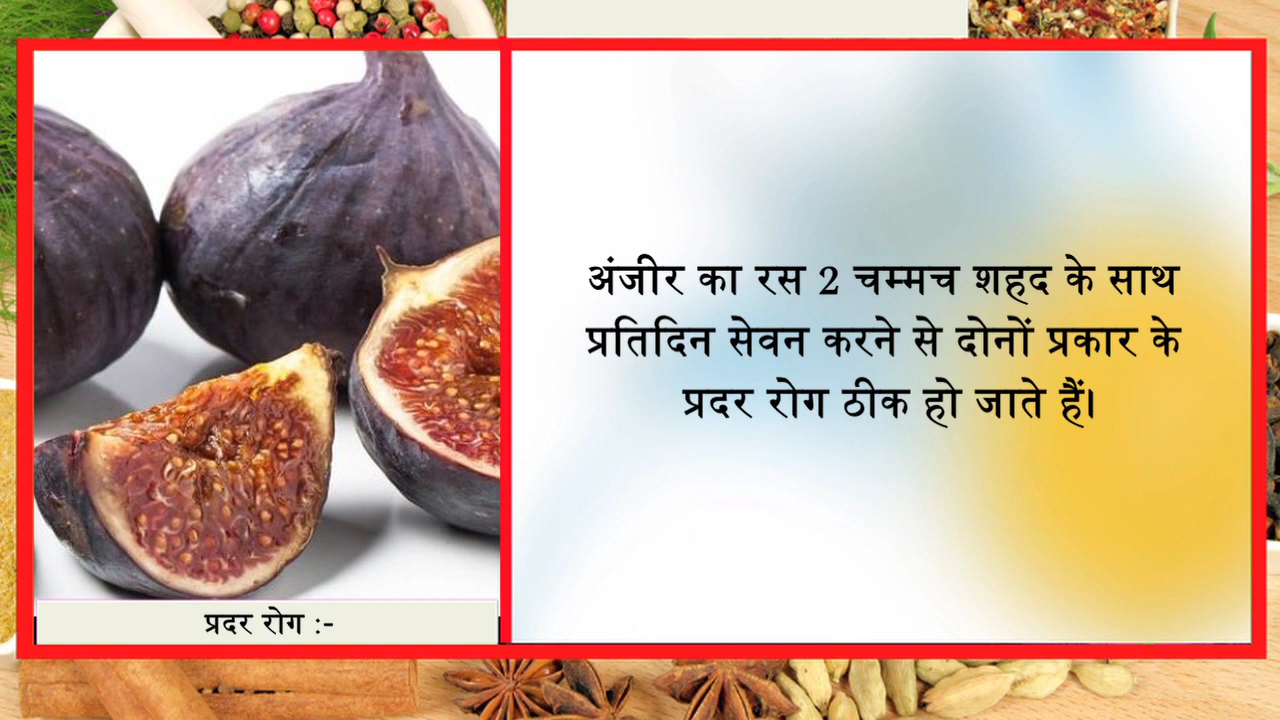 अंजीर का रस 2 चम्मच शहद के साथ
प्रतिदिन सेवन करने से दोनों प्रकार के
प्रदर रोग ठीक हो जाते हैं।
प्रदर रोग :-